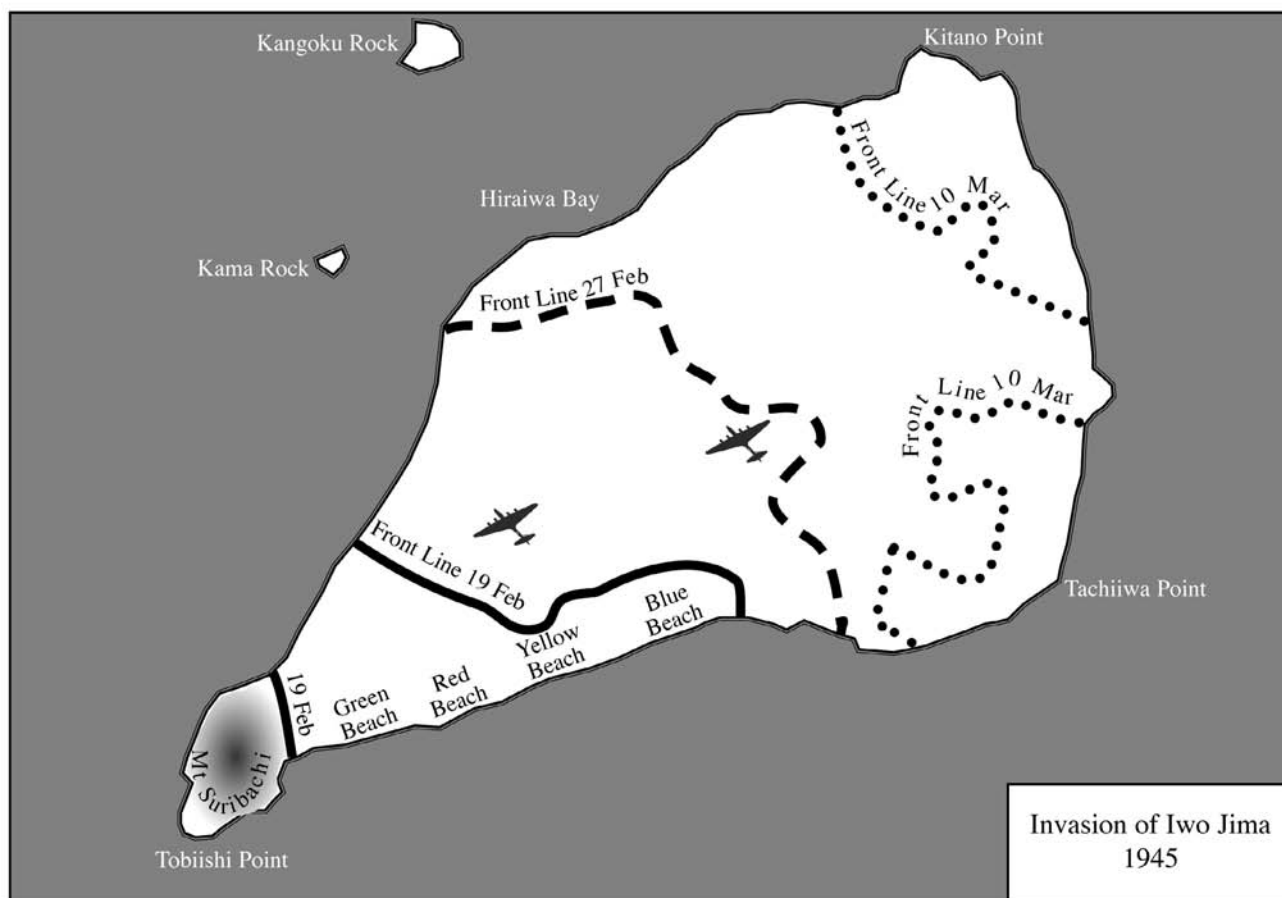 Kangoku Rock
Kitano Point
Front Line 10 Mar
Hiraiwa Bay
Kama Rock
Front Line 27 Feb
Front Line 10 Mar
Front Line 19 Feb
Tachiiwa Point
Blue
Beach
Yellow
Beach
Red
Beach
Green
Beach
19 Feb
Mt Suribachi
Tobiishi Point
Invasion of Iwo Jima
1945